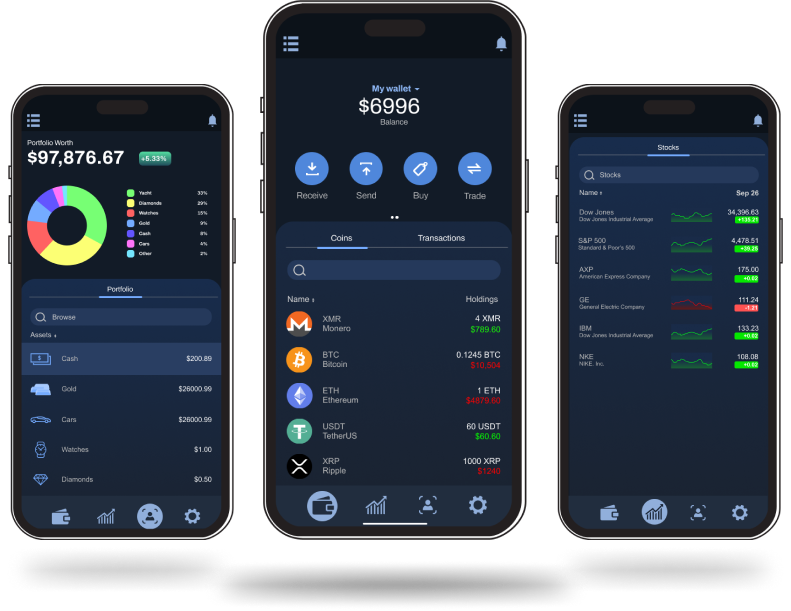 Portfolio Worth
$97,876.67 +5.33%
Yacht 33%
Diamonds 29%
Watches 15%
Gold 9%
Cash 8%
Cars 4%
Other 2%
Portfolio
Browse
Assets
Cash $200.89
Gold $26000.99
Cars $26000.99
Watches $1.00
Diamonds $0.50
My wallet
$6996
Balance
Receive Send Buy Trade
Coins Transactions
Name Holdings
XMR 4 XMR
Monero $789.60
BTC 0.1245 BTC
Bitcoin $10,504
ETH 1 ETH
Ethereum $4879.60
USDT 60 USDT
TetherUS $60.60
XRP 1000 XRP
Ripple $1240
Stocks
Stocks
Name Sep 26
Dow Jones 34,396.63
Dow Jones Industrial Average +139.21
S&P 500 4,478.51
Standard & Poor's 500 +39.25
AXP 175.00
American Express Company +0.62
GE 111.24
General Electric Company -1.21
IBM 133.23
Dow Jones Industrial Average +0.62
NKE 108.08
NIKE. Inc. +0.62